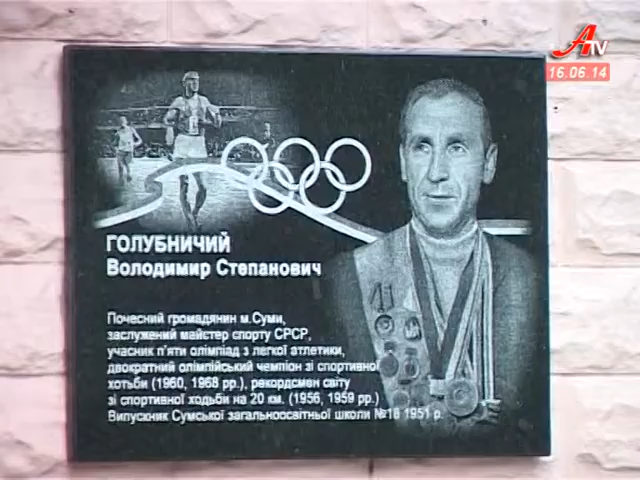 ATV
16.06.14
ГОЛУБНИЧИЙ
Володимир Степанович
Почесний громадянин м.Суми,
заслужений майстер спорту СРСР,
учасник п'яти олімпіад з легкої атлетики,
двократний олімпійський чемпіон зі спортивної
хотьби (1960, 1968 рр.), рекордсмен світу
зі спортивної ходьби на 20 км. (1956, 1959 рр.)
Випускник Сумської загальноосвітньої школи №18 1951 р.